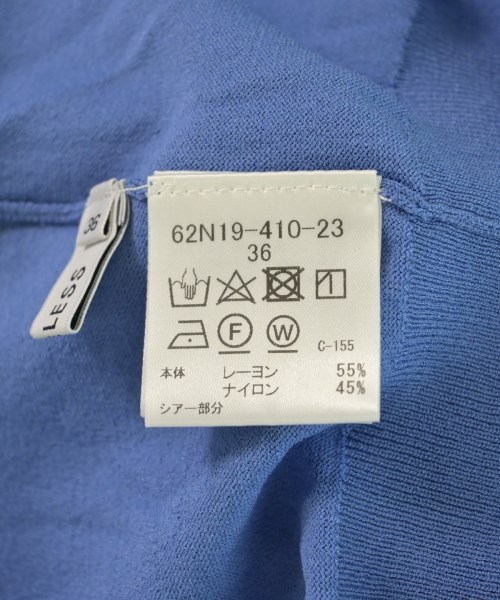 62N19-410-23
36
F W C-155
本体 レーヨン 55%
ナイロン 45%
シアー部分
36
LESS